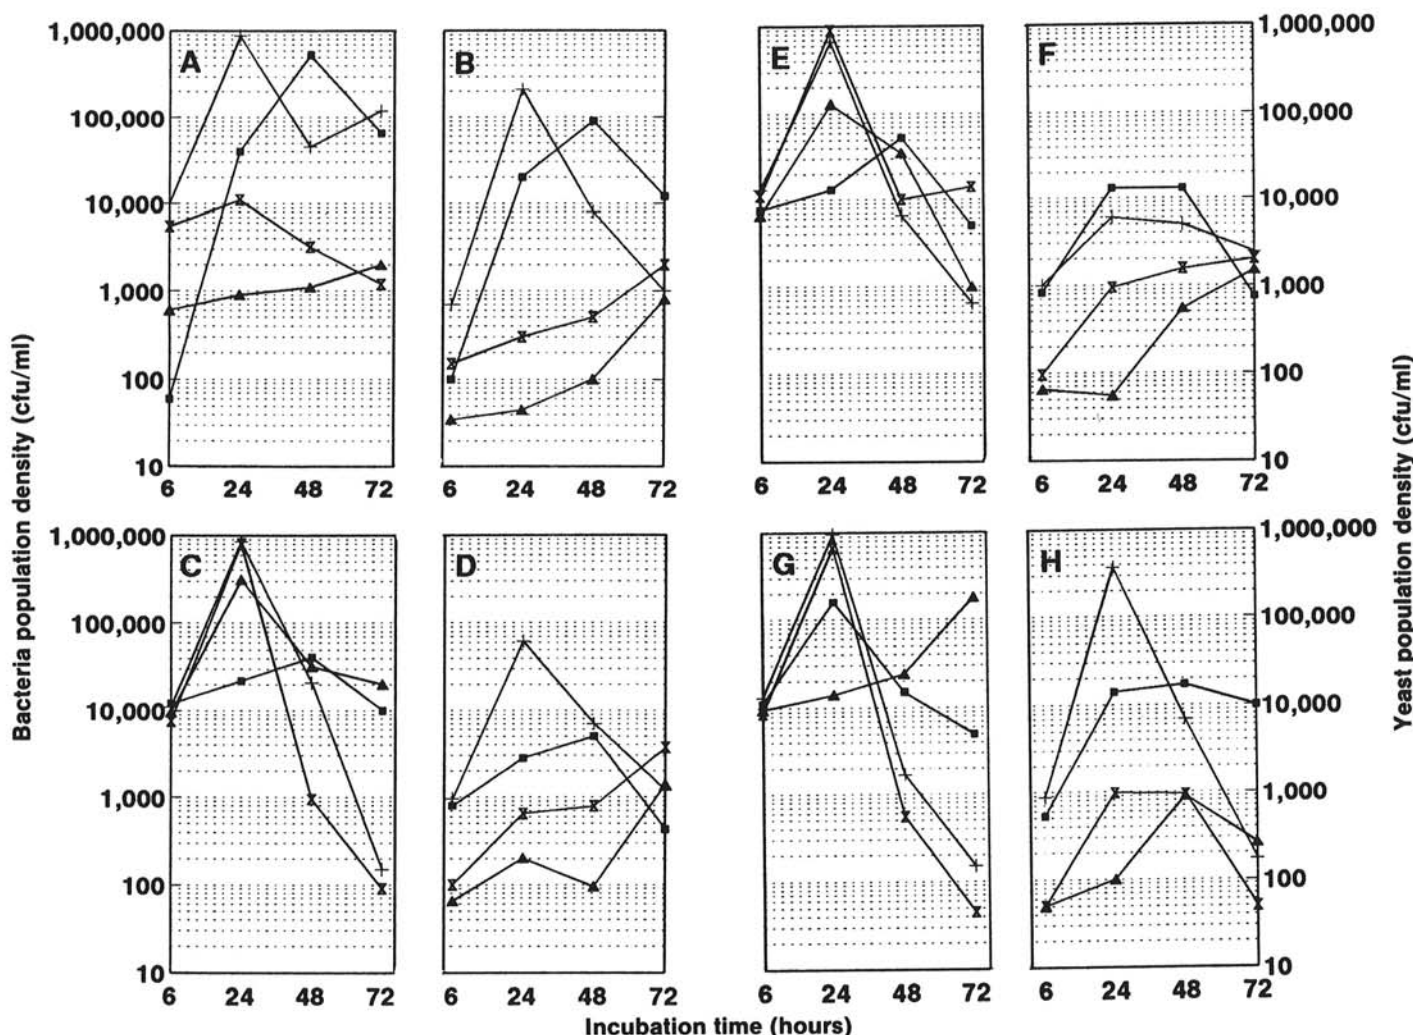 1,000,000
100,000
10,000
1,000
100
10
A
B
6 24 48 72
6 24 48 72
E
F
1,000,000
100,000
10,000
1,000
100
10
6 24 48 72
6 24 48 72
Bacteria population density (cfu/ml)
Yeast population density (cfu/ml)
1,000,000
100,000
10,000
1,000
100
10
C
D
6 24 48 72
6 24 48 72
G
H
1,000,000
100,000
10,000
1,000
100
10
6 24 48 72
6 24 48 72
Incubation time (hours)